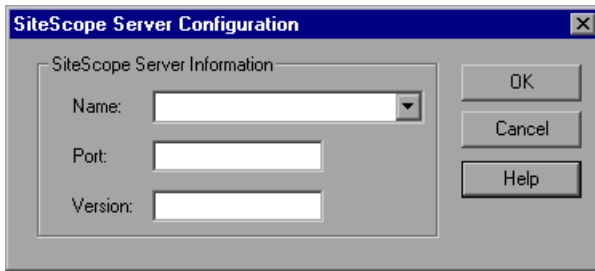 SiteScope Server Configuration
SiteScope Server Information
Name:
Port:
Version:
OK
Cancel
Help